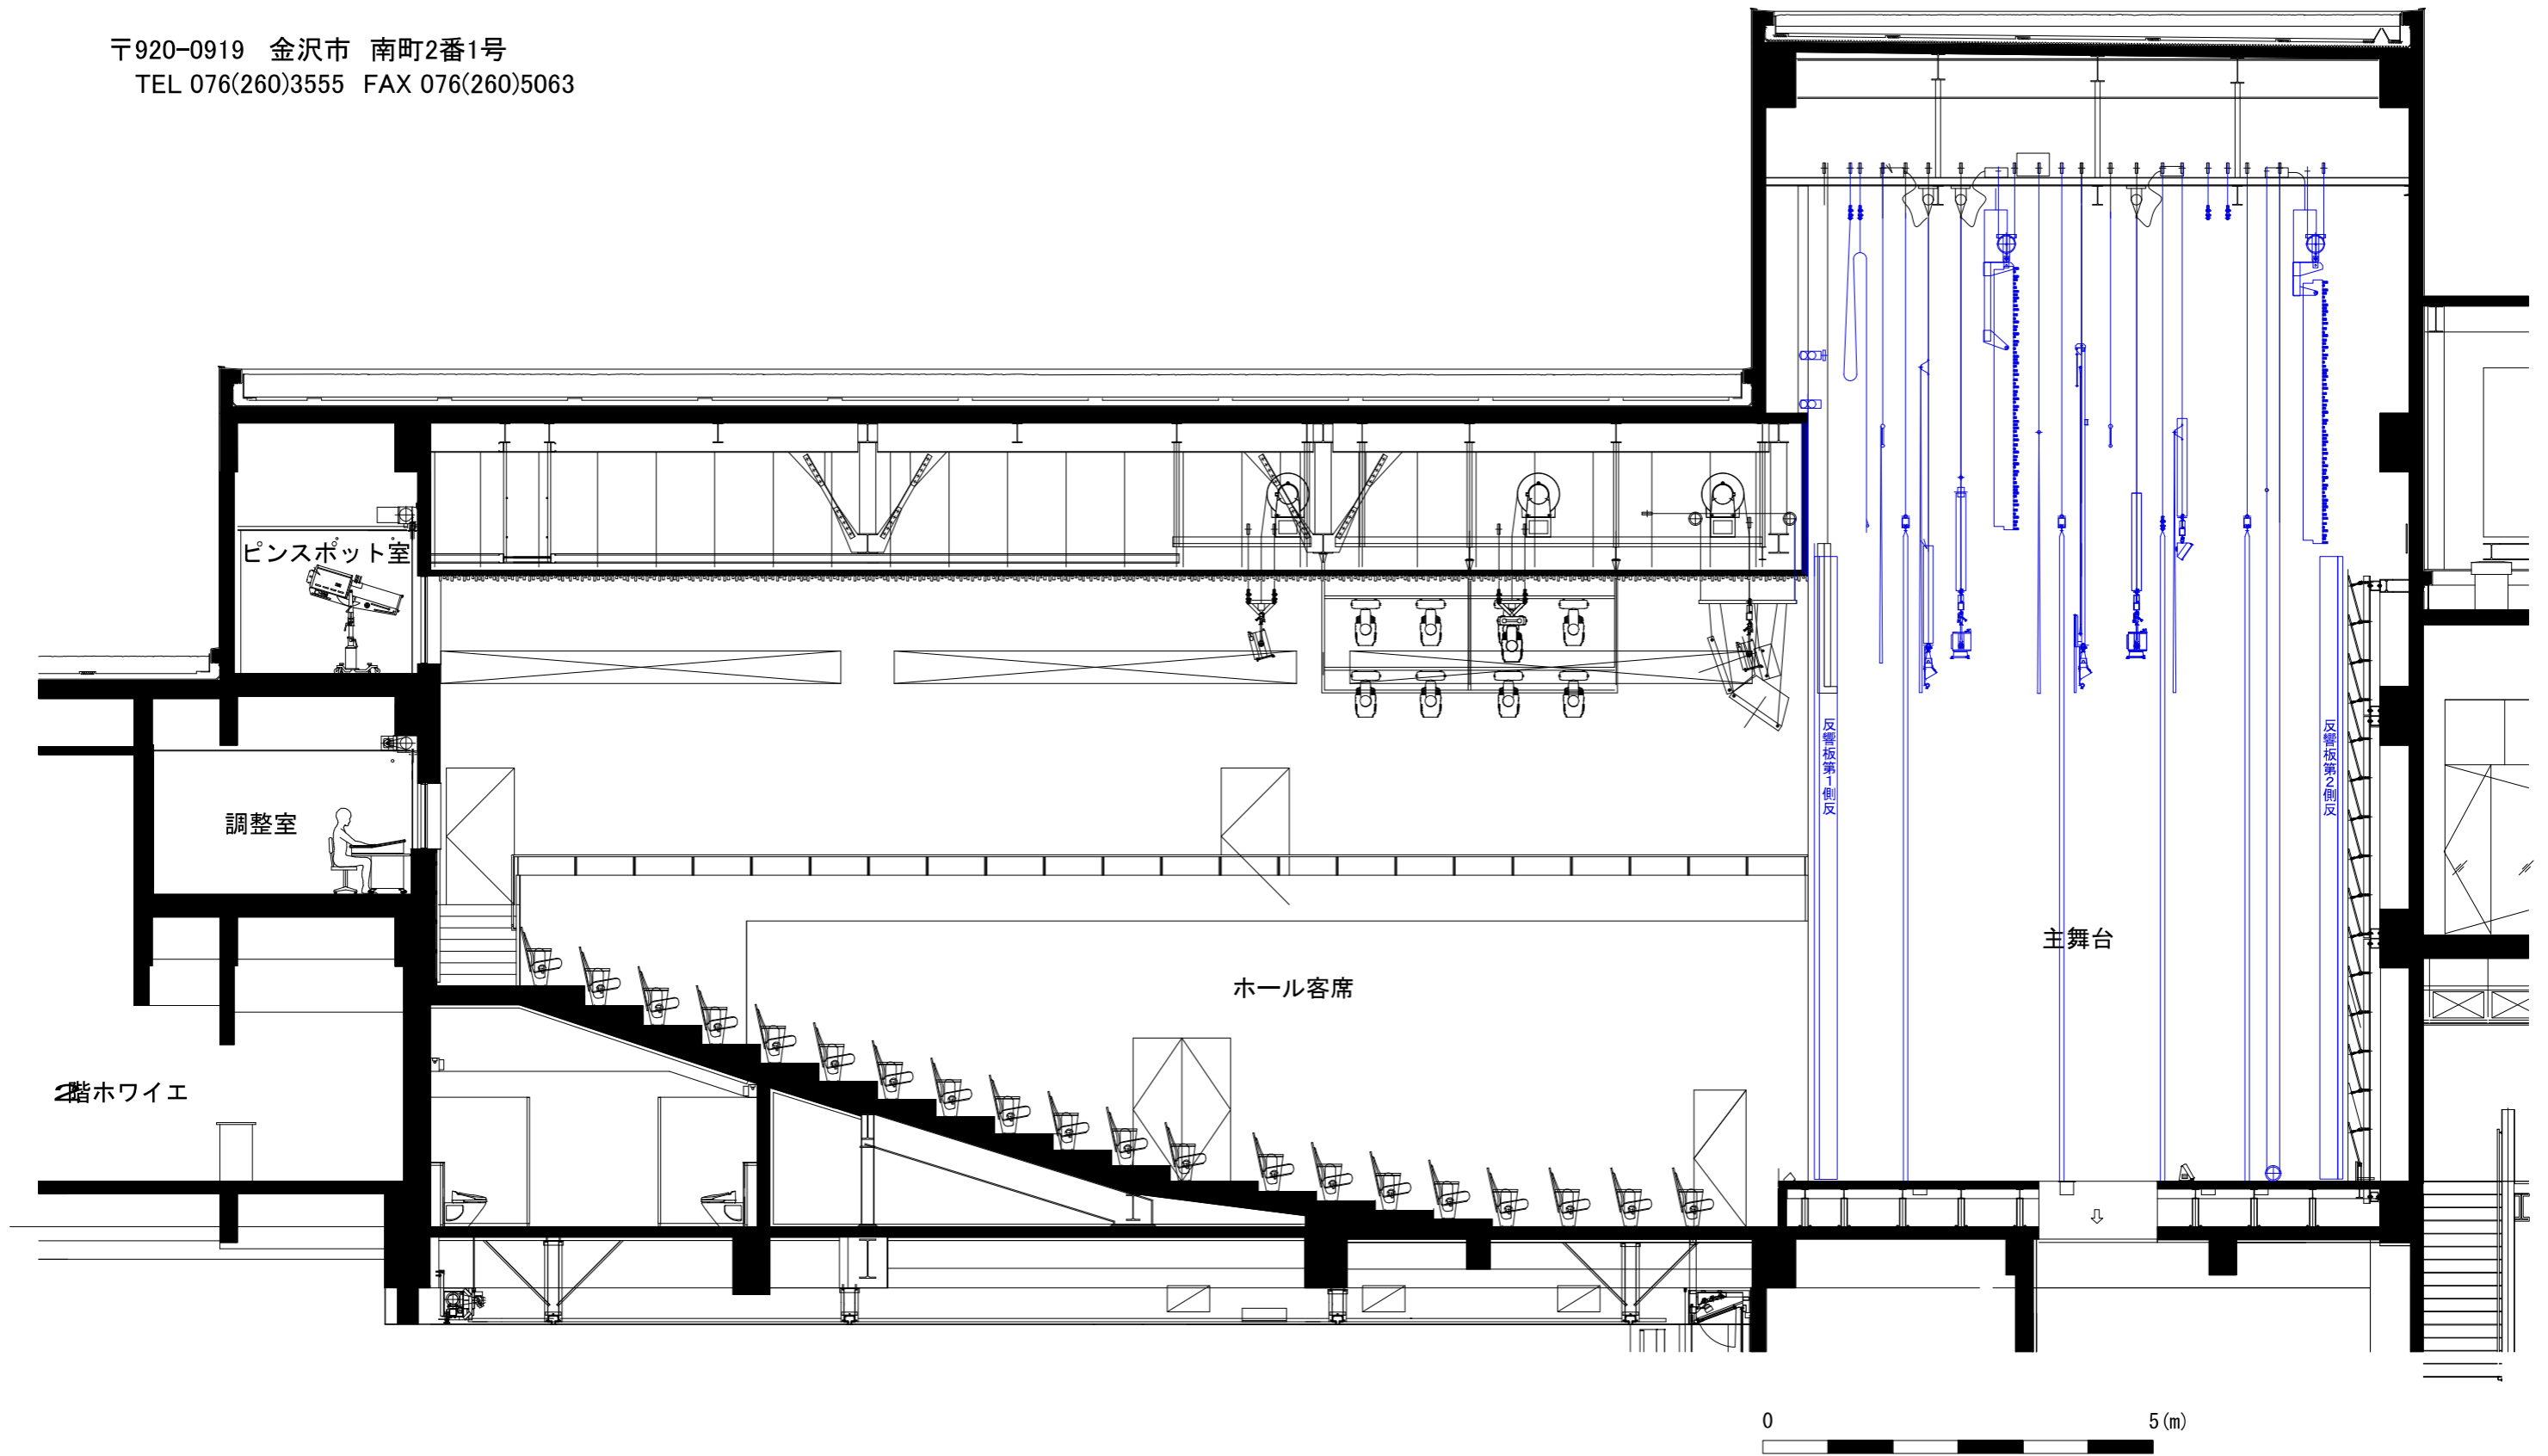 〒920-0919 金沢市 南町2番1号
TEL 076(260)3555 FAX 076(260)5063
ピンスポット室
調整室
反響板第1側反
反響板第2側反
主舞台
ホール客席
2階ホワイエ
0 5(m)